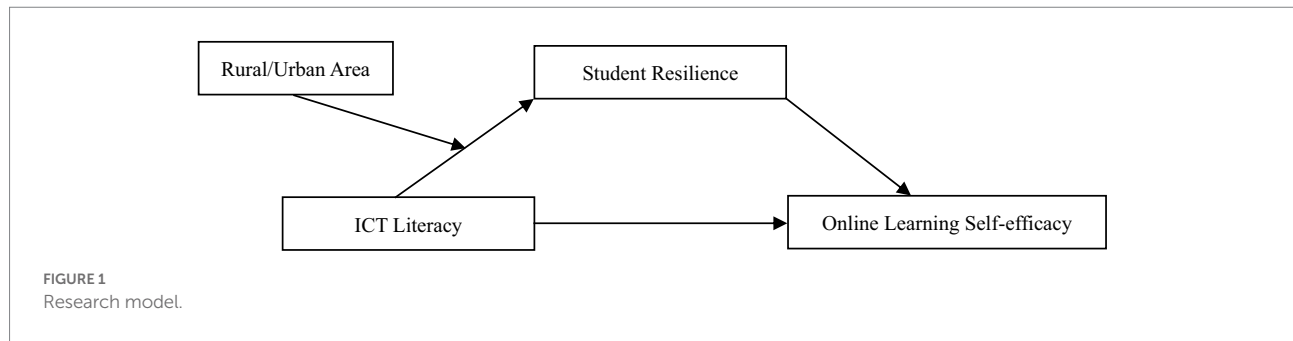 Rural/Urban Area
Student Resilience
ICT Literacy
Online Learning Self-efficacy
FIGURE 1
Research model.